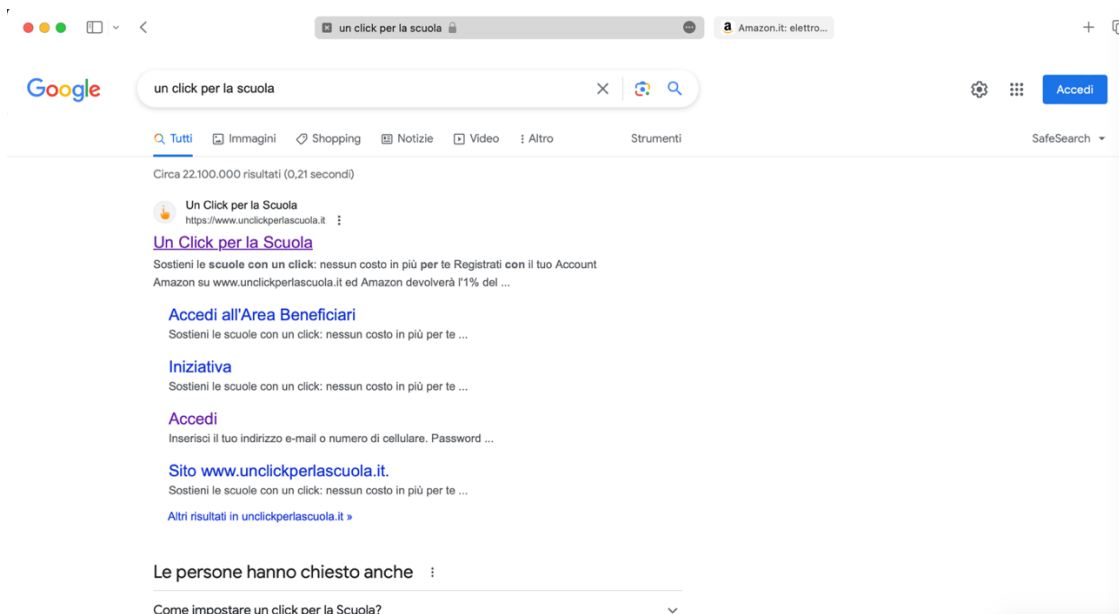 un click per la scuola
a Amazon.it: elettro...
Google
un click per la scuola
Accedi
Tutti Immagini Shopping Notizie Video Altro Strumenti SafeSearch
Circa 22.100.000 risultati (0,21 secondi)
Un Click per la Scuola
https://www.unclickperlascuola.it
Un Click per la Scuola
Sostieni le scuole con un click: nessun costo in più per te Registrati con il tuo Account
Amazon su www.unclickperlascuola.it ed Amazon devolverà l'1% del ...
Accedi all'Area Beneficiari
Sostieni le scuole con un click: nessun costo in più per te ...
Iniziativa
Sostieni le scuole con un click: nessun costo in più per te ...
Accedi
Inserisci il tuo indirizzo e-mail o numero di cellulare. Password ...
Sito www.unclickperlascuola.it.
Sostieni le scuole con un click: nessun costo in più per te ...
Altri risultati in unclickperlascuola.it »
Le persone hanno chiesto anche
Come impostare un click per la Scuola?